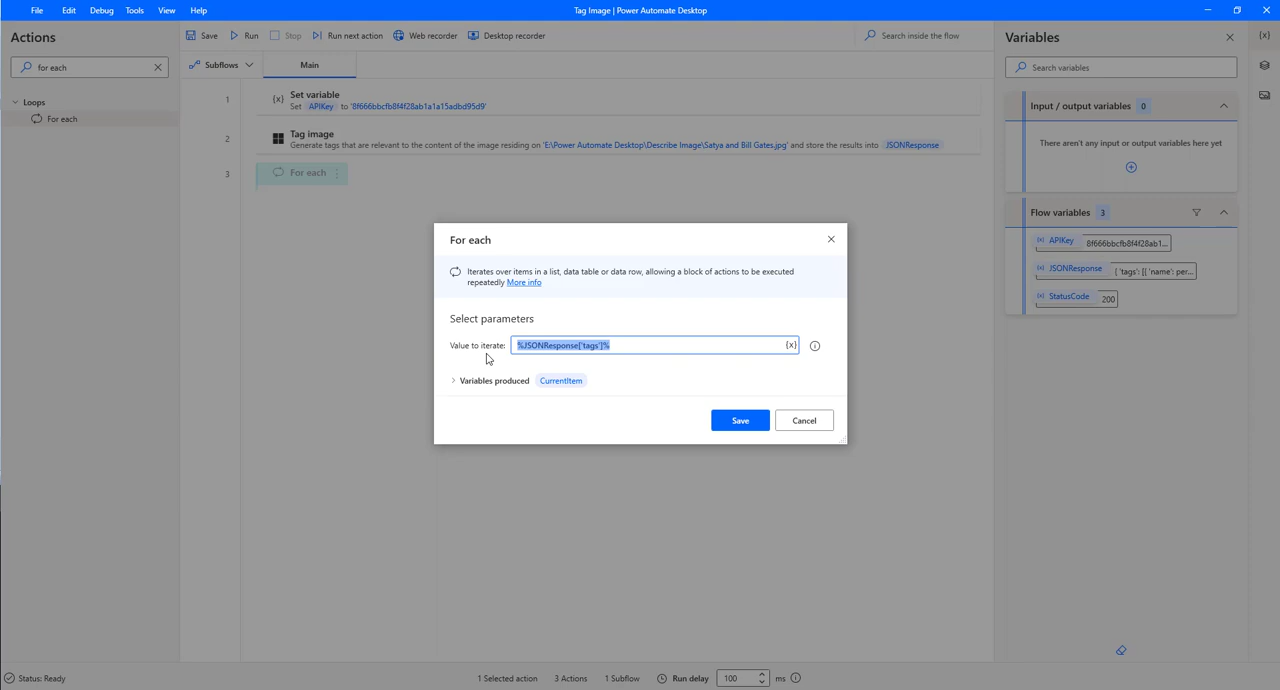 File Edit Debug Tools View Help
Tag Image | Power Automate Desktop
Actions
for each
Loops
For each
Save Run Stop Run next action Web recorder Desktop recorder
Search inside the flow
Subflows Main
1 Set variable
{x} Set APIKey to '8f666bbcfb8f4f28ab1a1a15adbd95d9'
2 Tag image
Generate tags that are relevant to the content of the image residing on 'E:\Power Automate Desktop\Describe Image\Satya and Bill Gates.jpg' and store the results into JSONResponse
3 For each
For each
Iterates over items in a list, data table or data row, allowing a block of actions to be executed
repeatedly More info
Select parameters
Value to iterate: %JSONResponse['tags']% {x}
Variables produced CurrentItem
Save Cancel
Variables
{x}
Search variables
Input / output variables 0
There aren't any input or output variables here yet
Flow variables 3
(x) APIKey 8f666bbcfb8f4f28ab1...
(x) JSONResponse { 'tags': [{ 'name': per...
(x) StatusCode 200
Status: Ready 1 Selected action 3 Actions 1 Subflow Run delay 100 ms